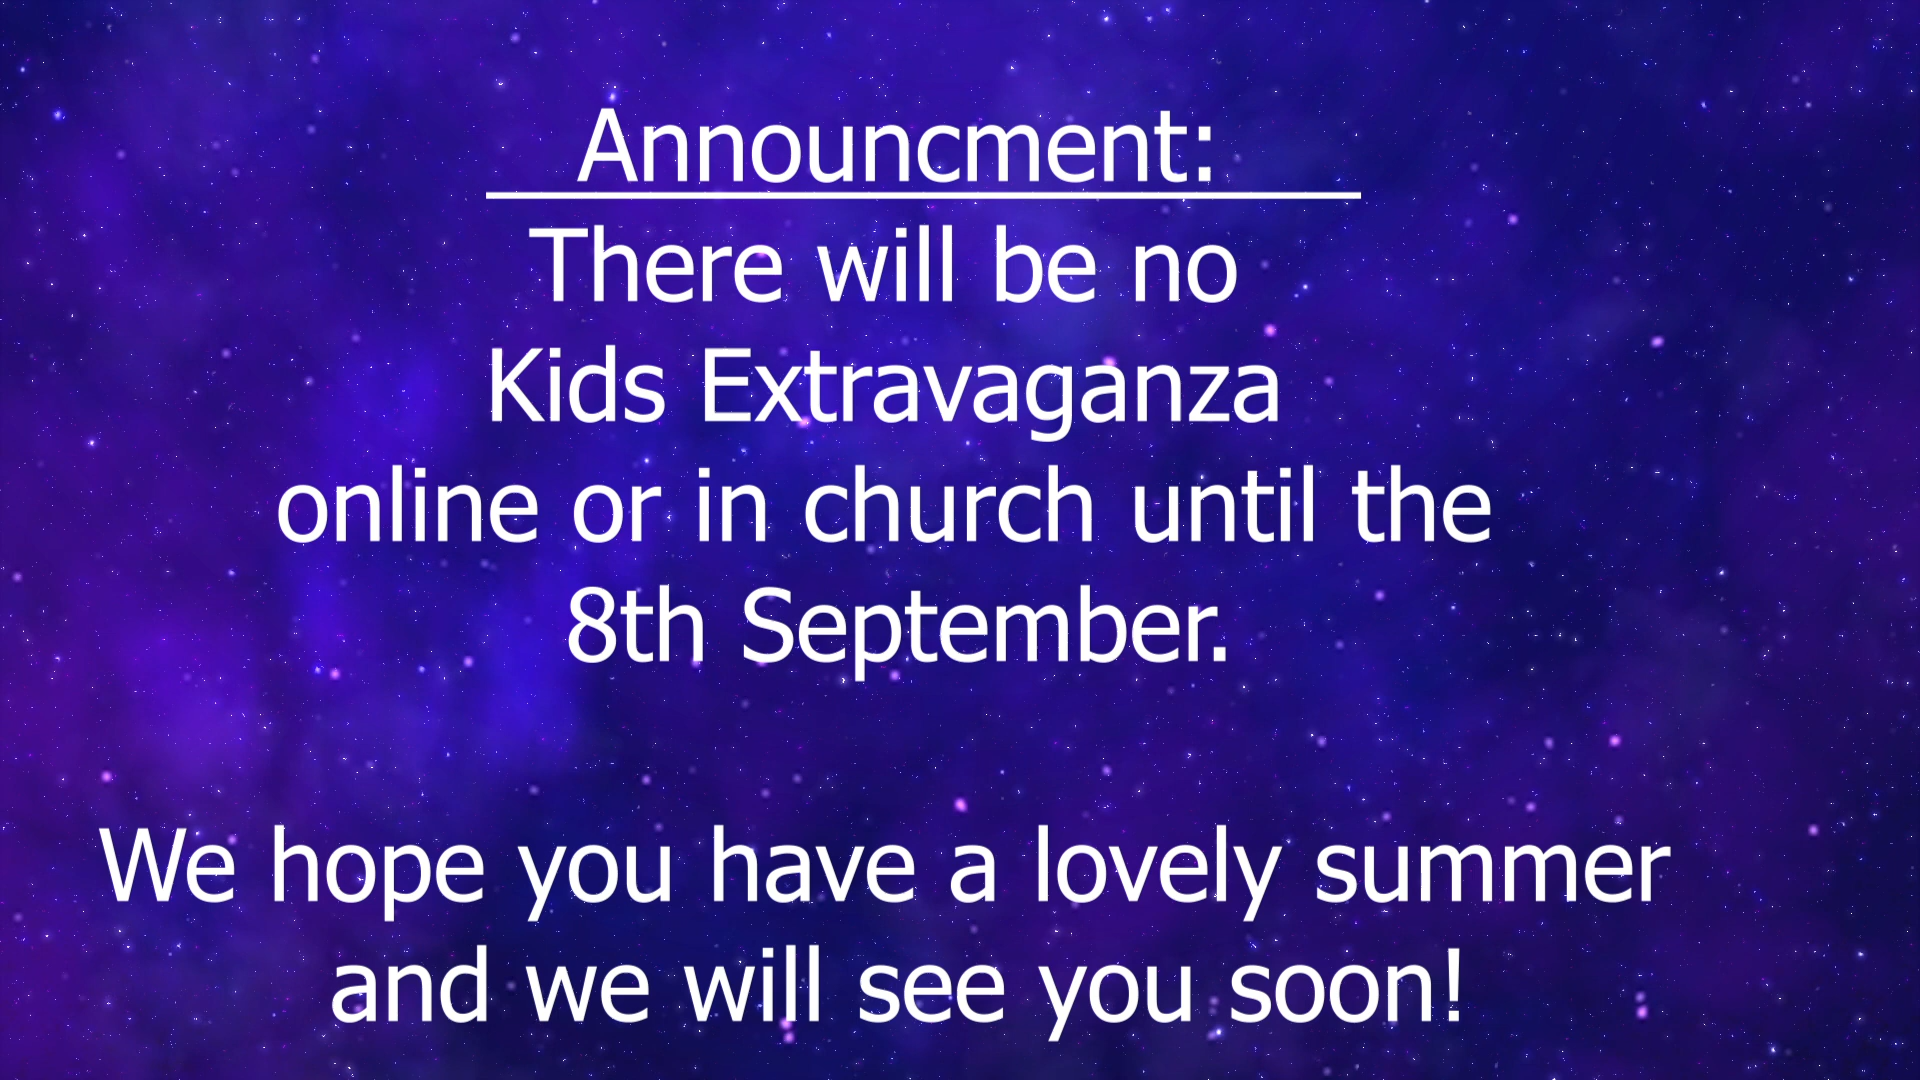 Announcment:
There will be no
Kids Extravaganza
online or in church until the
8th September.
We hope you have a lovely summer
and we will see you soon!